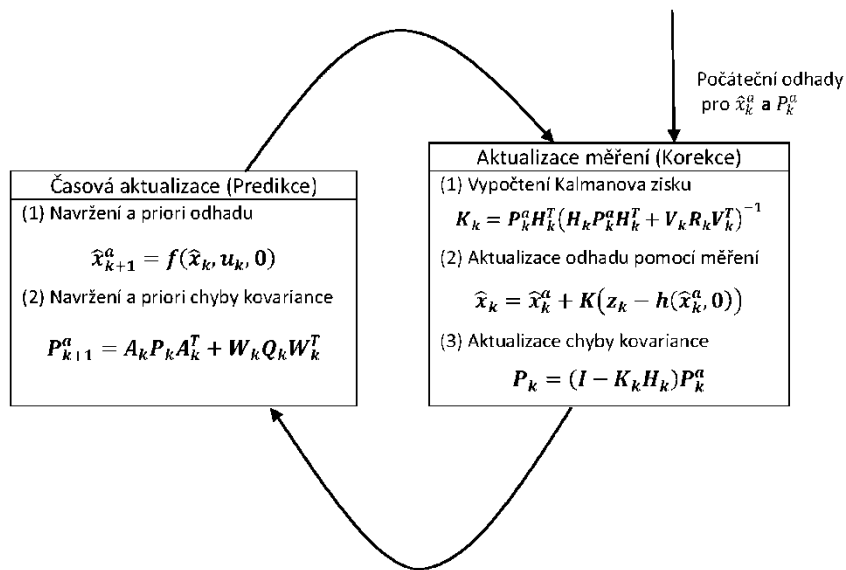 Počáteční odhady
pro x̂ₖᵃ a Pₖᵃ
Časová aktualizace (Predikce)
(1) Navržení a priori odhadu
x̂ₖ₊₁ᵃ = f(x̂ₖ, uₖ, 0)
(2) Navržení a priori chyby kovariance
Pₖ₊₁ᵃ = AₖPₖAₖᵀ + WₖQₖWₖᵀ
Aktualizace měření (Korekce)
(1) Vypočtení Kalmanova zisku
Kₖ = PₖᵃHₖᵀ(HₖPₖᵃHₖᵀ + VₖRₖVₖᵀ)⁻¹
(2) Aktualizace odhadu pomocí měření
x̂ₖ = x̂ₖᵃ + K(zₖ − h(x̂ₖᵃ, 0))
(3) Aktualizace chyby kovariance
Pₖ = (I − KₖHₖ)Pₖᵃ